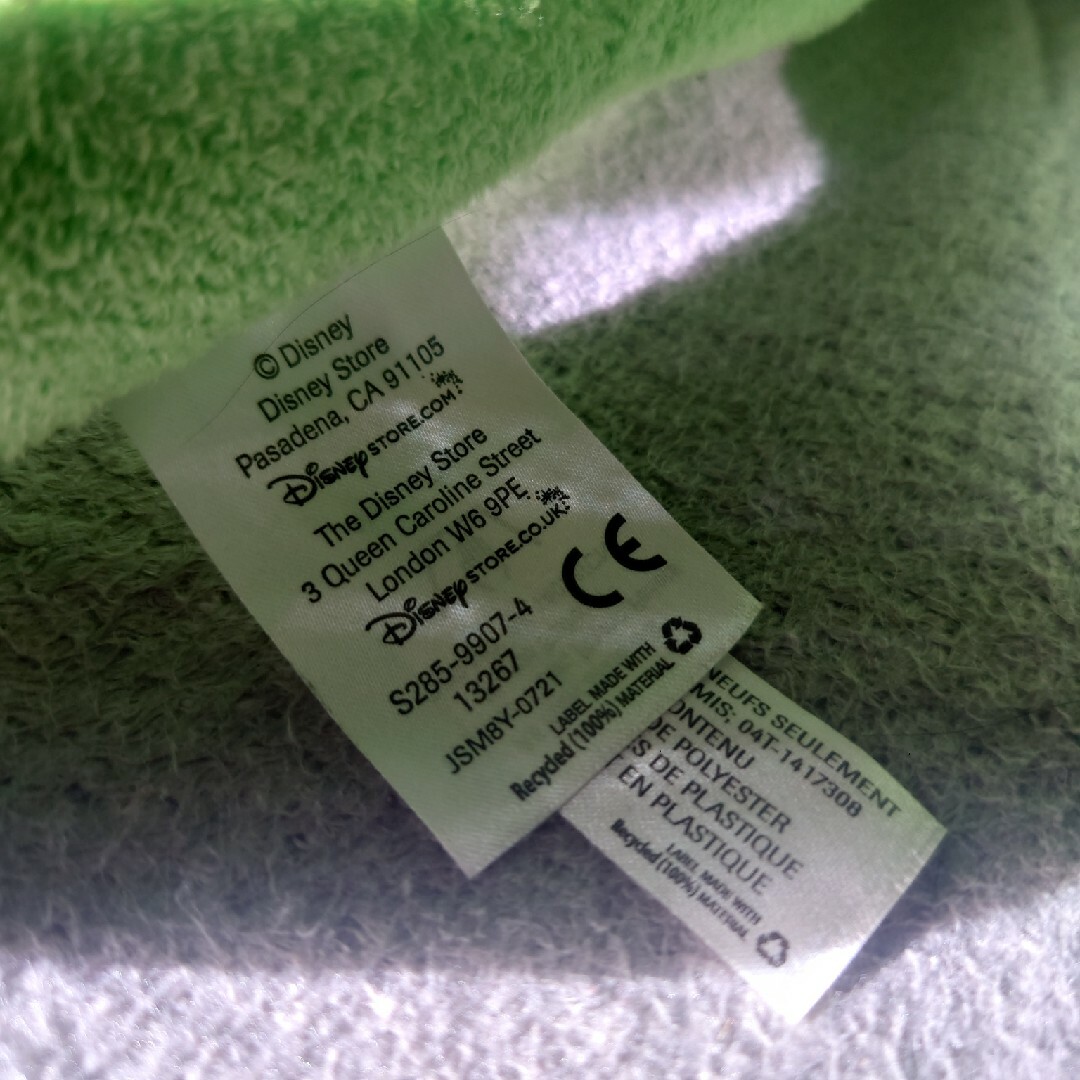 © Disney
Disney Store
Pasadena, CA 91105
DISNEYSTORE.COM
The Disney Store
3 Queen Caroline Street
London W6 9PE
DISNEYSTORE.CO.UK
CE
S285-9907-4
13267
JSM8Y-0721
LABEL MADE WITH
Recycled (100%) MATERIAL
NEUFS SEULEMENT
MIS: 04T-1417308
CONTENU
DE POLYESTER
S DE PLASTIQUE
EN PLASTIQUE
LABEL MADE WITH
Recycled (100%) MATERIAL